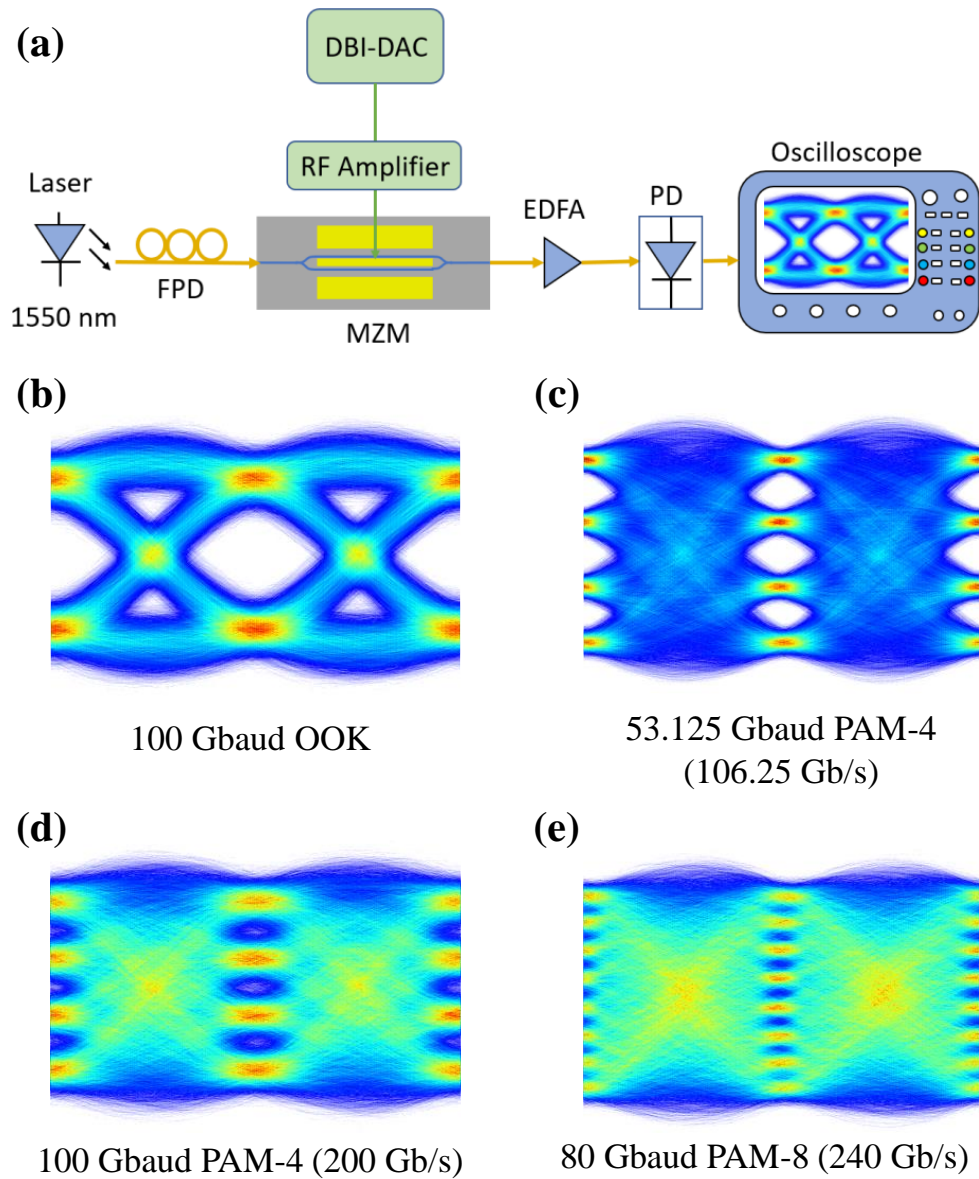 (a)
DBI-DAC
RF Amplifier
Oscilloscope
Laser
EDFA
PD
FPD
1550 nm
MZM
(b)
(c)
100 Gbaud OOK
53.125 Gbaud PAM-4
(106.25 Gb/s)
(d)
(e)
100 Gbaud PAM-4 (200 Gb/s)
80 Gbaud PAM-8 (240 Gb/s)